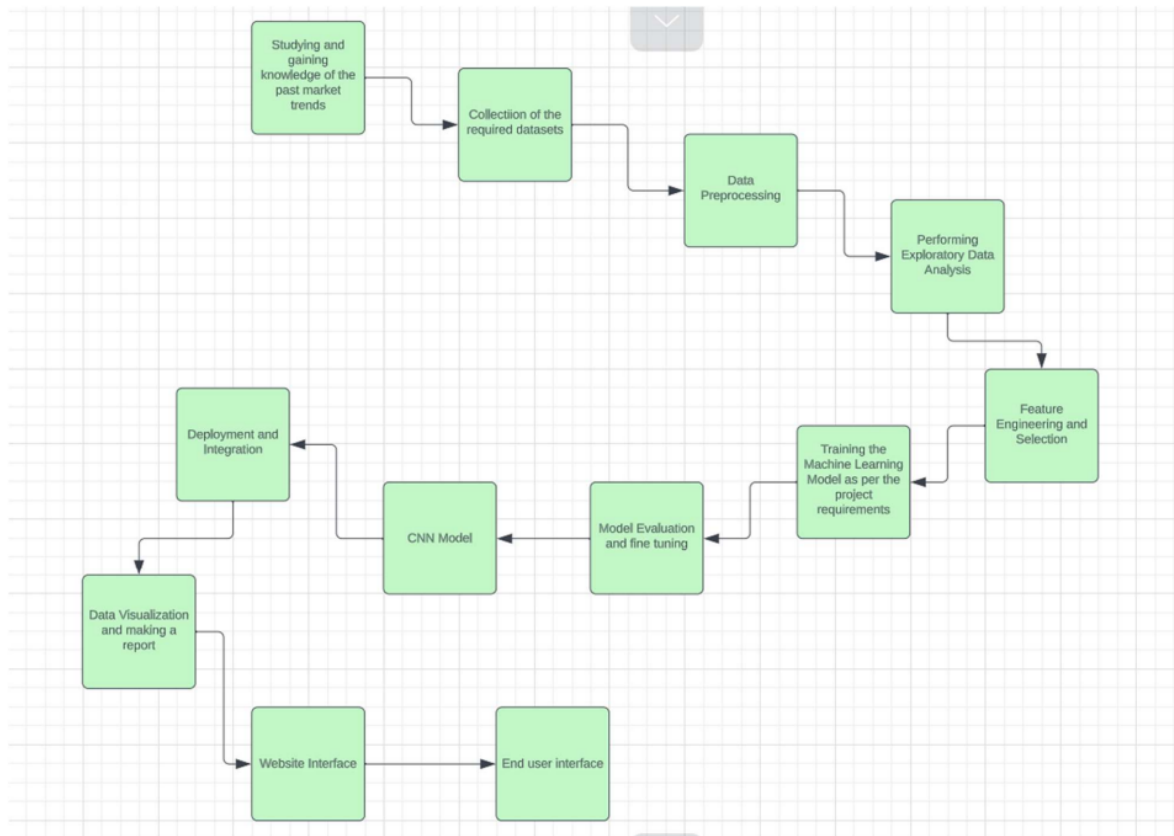 Studying and
gaining
knowledge of the
past market
trends
Collectiion of the
required datasets
Data
Preprocessing
Performing
Exploratory Data
Analysis
Feature
Engineering and
Selection
Training the
Machine Learning
Model as per the
project
requirements
Model Evaluation
and fine tuning
CNN Model
Deployment and
Integration
Data Visualization
and making a
report
Website Interface
End user interface